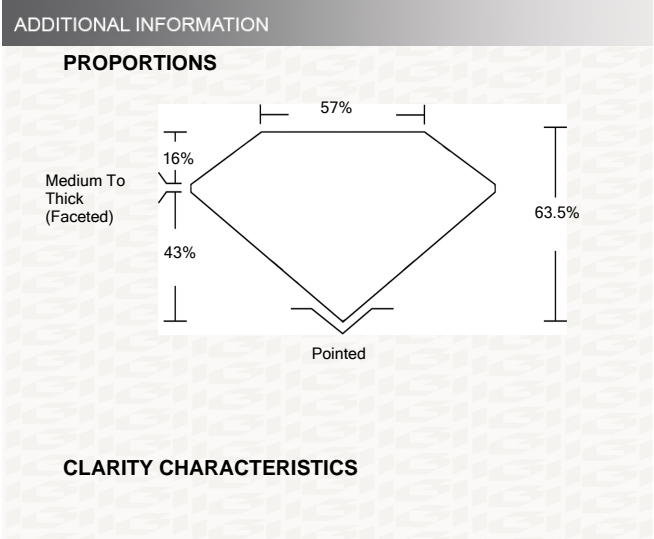 ADDITIONAL INFORMATION
PROPORTIONS
57%
16%
Medium To
Thick
(Faceted)
63.5%
43%
Pointed
CLARITY CHARACTERISTICS